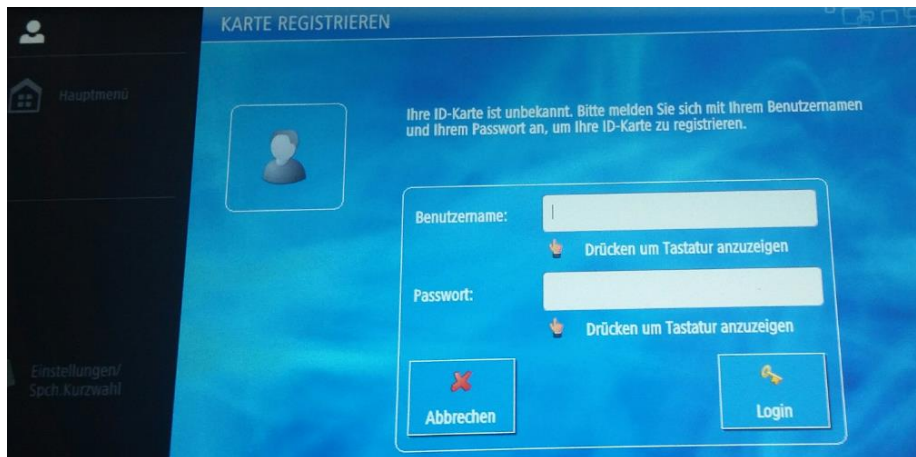 KARTE REGISTRIEREN
Hauptmenü
Ihre ID-Karte ist unbekannt. Bitte melden Sie sich mit Ihrem Benutzernamen
und Ihrem Passwort an, um Ihre ID-Karte zu registrieren.
Benutzername:
Drücken um Tastatur anzuzeigen
Passwort:
Drücken um Tastatur anzuzeigen
Einstellungen/
Spch.Kurzwahl
Abbrechen
Login